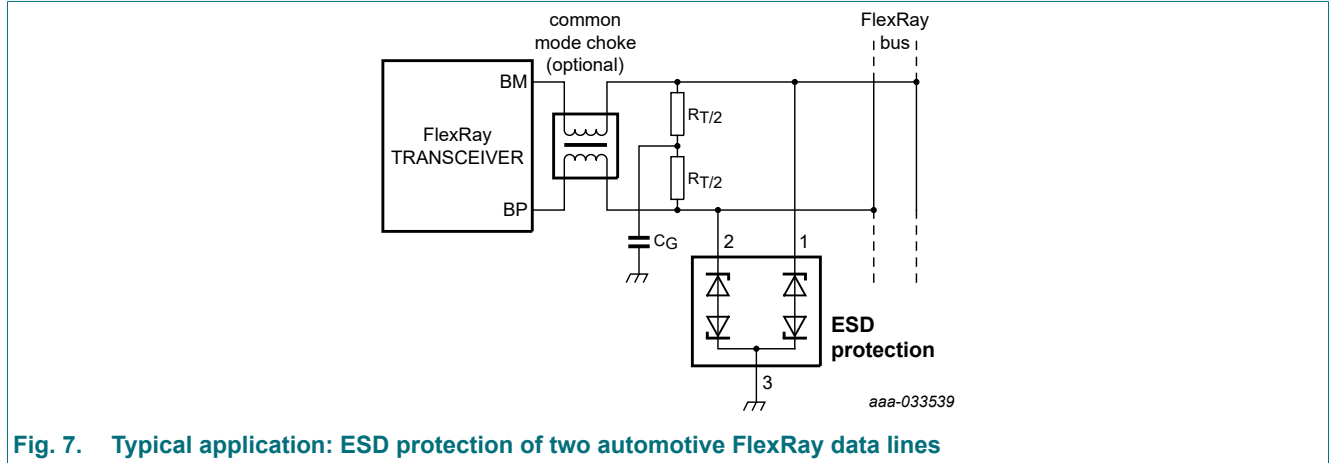 common
mode choke
(optional)
FlexRay
bus
BM
FlexRay
TRANSCEIVER
BP
RT/2
RT/2
CG
2
1
ESD
protection
3
aaa-033539
Fig. 7. Typical application: ESD protection of two automotive FlexRay data lines